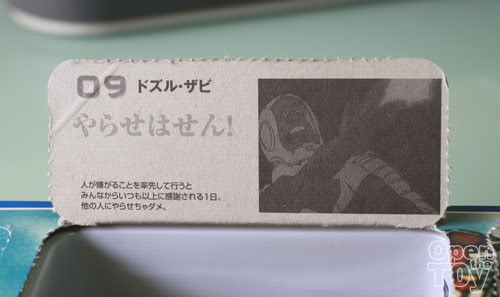 09 ドズル・ザビ
やらせはせん!
人が嫌がることを率先して行うと
みんなからいつも以上に感謝される1日。
他の人にやらせちゃダメ。
Open
the
Toy